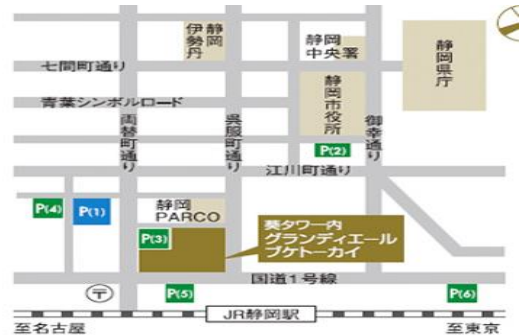 静岡
伊勢丹
静岡
中央署
静岡県庁
七間町通り
静岡市役所
青葉シンボルロード
両替町通り
呉服町通り
御幸通り
P(2)
江川町通り
P(4)
P(1)
静岡
PARCO
P(3)
葵タワー内
グランディエール
ブケトーカイ
国道1号線
〒
P(5)
P(6)
JR静岡駅
至名古屋
至東京